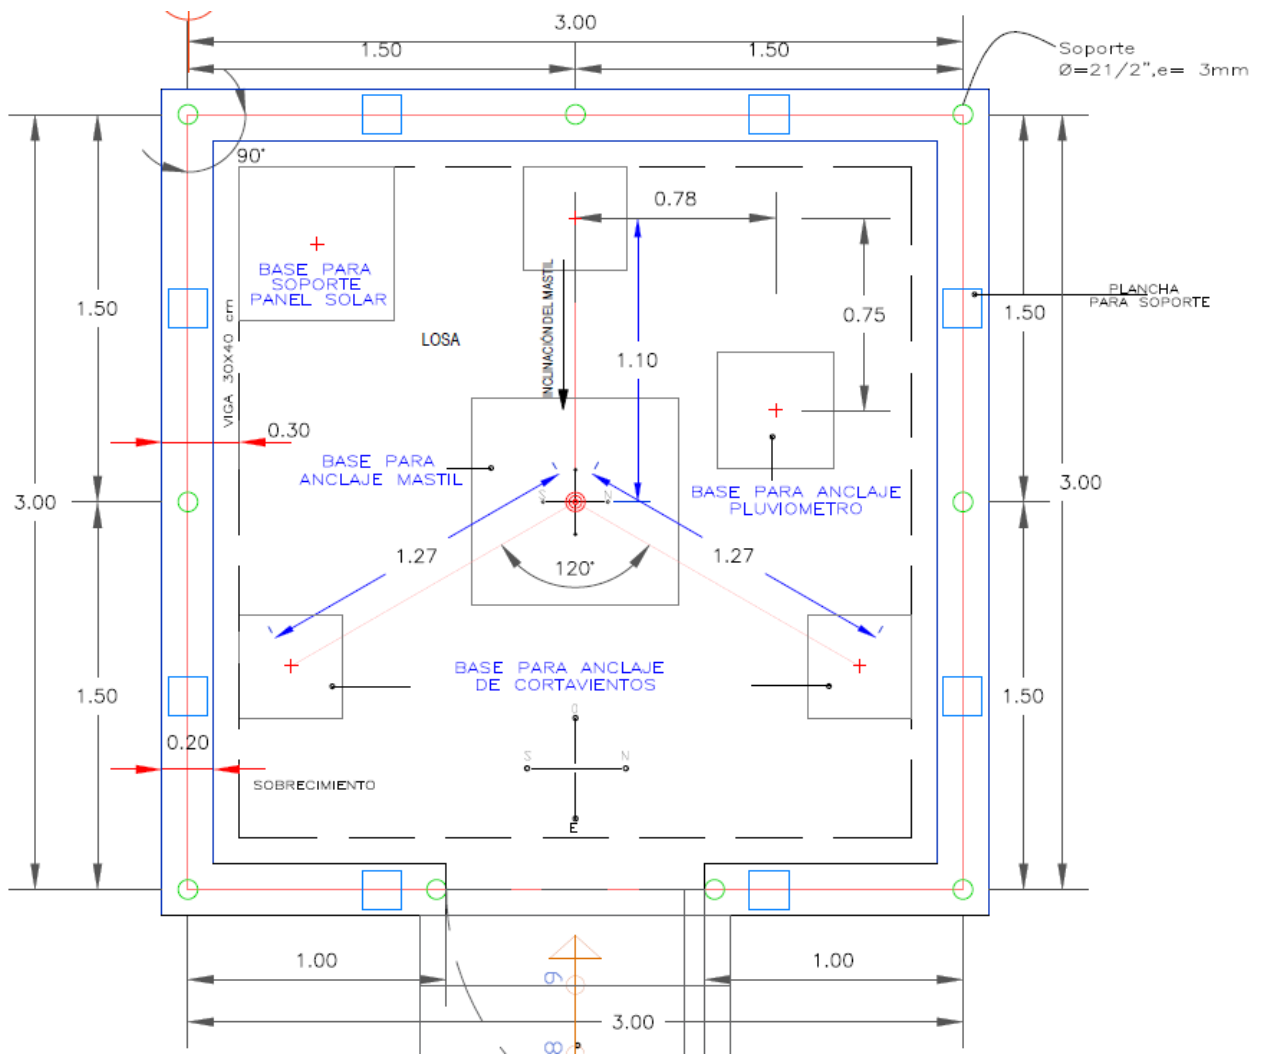 3.00
1.50
1.50
Soporte
Ø=21/2",e= 3mm
90°
0.78
BASE PARA
SOPORTE
PANEL SOLAR
INCLINACIÓN DEL MASTIL
PLANCHA
PARA SOPORTE
1.50
1.50
0.75
VIGA 30X40 cm
LOSA
1.10
0.30
BASE PARA
ANCLAJE MASTIL
3.00
3.00
BASE PARA ANCLAJE
PLUVIOMETRO
S
N
1.27
1.27
120°
BASE PARA ANCLAJE
DE CORTAVIENTOS
1.50
1.50
0.20
O
S
N
E
SOBRECIMIENTO
1.00
1.00
9
3.00
8